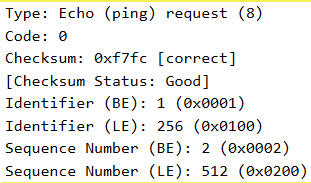 Type: Echo (ping) request (8)
Code: 0
Checksum: 0xf7fc [correct]
[Checksum Status: Good]
Identifier (BE): 1 (0x0001)
Identifier (LE): 256 (0x0100)
Sequence Number (BE): 2 (0x0002)
Sequence Number (LE): 512 (0x0200)